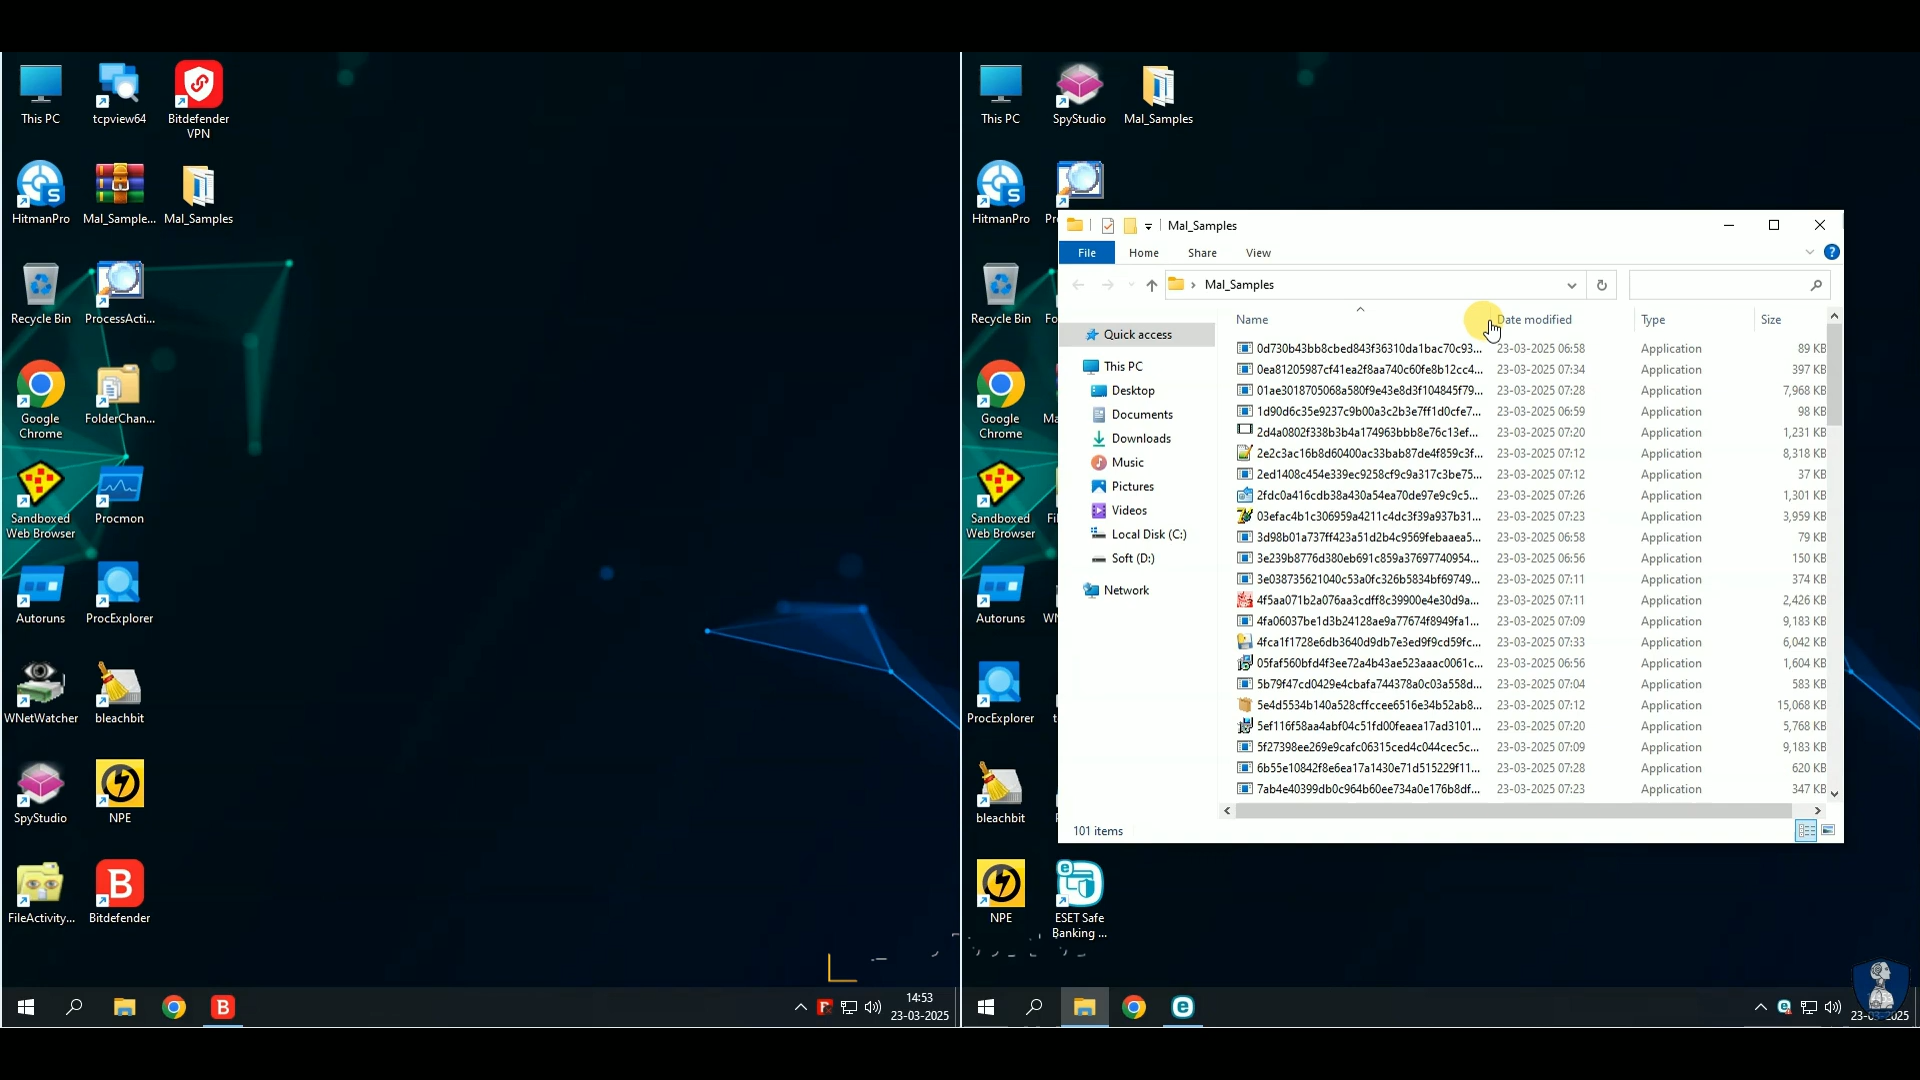 This PC
tcpview64
Bitdefender
VPN
HitmanPro
Mal_Sample...
Mal_Samples
Recycle Bin
ProcessActi...
Google
Chrome
FolderChan...
Sandboxed
Web Browser
Procmon
Autoruns
ProcExplorer
WNetWatcher
bleachbit
SpyStudio
NPE
FileActivity...
Bitdefender
14:53
23-03-2025
This PC
SpyStudio
Mal_Samples
HitmanPro
Recycle Bin
Google
Chrome
Sandboxed
Web Browser
Autoruns
ProcExplorer
bleachbit
NPE
ESET Safe
Banking ...
Mal_Samples
File
Home
Share
View
Mal_Samples
Quick access
This PC
Desktop
Documents
Downloads
Music
Pictures
Videos
Local Disk (C:)
Soft (D:)
Network
Name
Date modified
Type
Size
0d730b43bb8cbed843f36310da1bac70c93... 23-03-2025 06:58 Application 89 KB
0ea81205987cf41ea2f8aa740c60fe8b12cc4... 23-03-2025 07:34 Application 397 KB
01ae3018705068a580f9e43e8d3f104845f79... 23-03-2025 07:28 Application 7,968 KB
1d90d6c35e9237c9b00a3c2b3e7ff1d0cfe7... 23-03-2025 06:59 Application 98 KB
2d4a0802f338b3b4a174963bbb8e76c13ef... 23-03-2025 07:20 Application 1,231 KB
2e2c3ac16b8d60400ac33bab87de4f859c3f... 23-03-2025 07:12 Application 8,318 KB
2ed1408c454e339ec9258cf9c9a317c3be75... 23-03-2025 07:12 Application 37 KB
2fdc0a416cdb38a430a54ea70de97e9c9c5... 23-03-2025 07:26 Application 1,301 KB
03efac4b1c306959a4211c4dc3f39a937b31... 23-03-2025 07:23 Application 3,959 KB
3d98b01a737ff423a51d2b4c9569febaaea5... 23-03-2025 06:58 Application 79 KB
3e239b8776d380eb691c859a37697740954... 23-03-2025 06:56 Application 150 KB
3e038735621040c53a0fc326b5834bf69749... 23-03-2025 07:11 Application 374 KB
4f5aa071b2a076aa3cdff8c39900e4e30d9a... 23-03-2025 07:11 Application 2,426 KB
4fa06037be1d3b24128ae9a77674f8949fa1... 23-03-2025 07:09 Application 9,183 KB
4fca1f1728e6db3640d9db7e3ed9f9cd59fc... 23-03-2025 07:33 Application 6,042 KB
05faf560bfd4f3ee72a4b43ae523aaac0061c... 23-03-2025 06:56 Application 1,604 KB
5b79f47cd0429e4cbafa744378a0c03a558d... 23-03-2025 07:04 Application 583 KB
5e4d5534b140a528cffccee6516e34b52ab8... 23-03-2025 07:12 Application 15,068 KB
5ef116f58aa4abf04c51fd00feaea17ad3101... 23-03-2025 07:20 Application 5,768 KB
5f27398ee269e9cafc06315ced4c044cec5c... 23-03-2025 07:09 Application 9,183 KB
6b55e10842f8e6ea17a1430e71d515229f11... 23-03-2025 07:28 Application 620 KB
7ab4e40399db0c964b60ee734a0e176b8df... 23-03-2025 07:23 Application 347 KB
101 items
23-03-2025